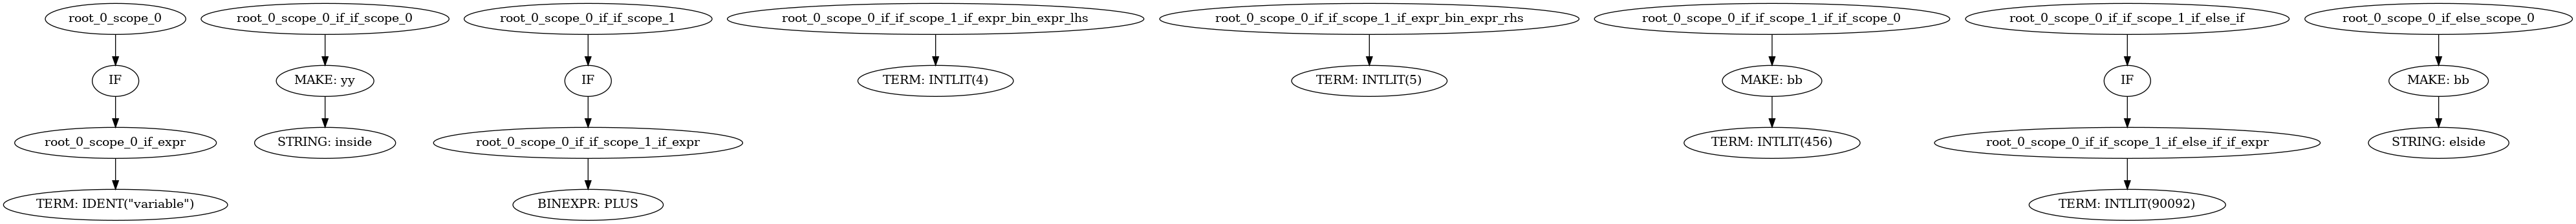 root_0_scope_0
root_0_scope_0_if_if_scope_0
root_0_scope_0_if_if_scope_1
root_0_scope_0_if_if_scope_1_if_expr_bin_expr_lhs
root_0_scope_0_if_if_scope_1_if_expr_bin_expr_rhs
root_0_scope_0_if_if_scope_1_if_if_scope_0
root_0_scope_0_if_if_scope_1_if_else_if
root_0_scope_0_if_else_scope_0
IF
MAKE: yy
IF
TERM: INTLIT(4)
TERM: INTLIT(5)
MAKE: bb
IF
MAKE: bb
root_0_scope_0_if_expr
STRING: inside
root_0_scope_0_if_if_scope_1_if_expr
TERM: INTLIT(456)
root_0_scope_0_if_if_scope_1_if_else_if_if_expr
STRING: elside
TERM: IDENT("variable")
BINEXPR: PLUS
TERM: INTLIT(90092)